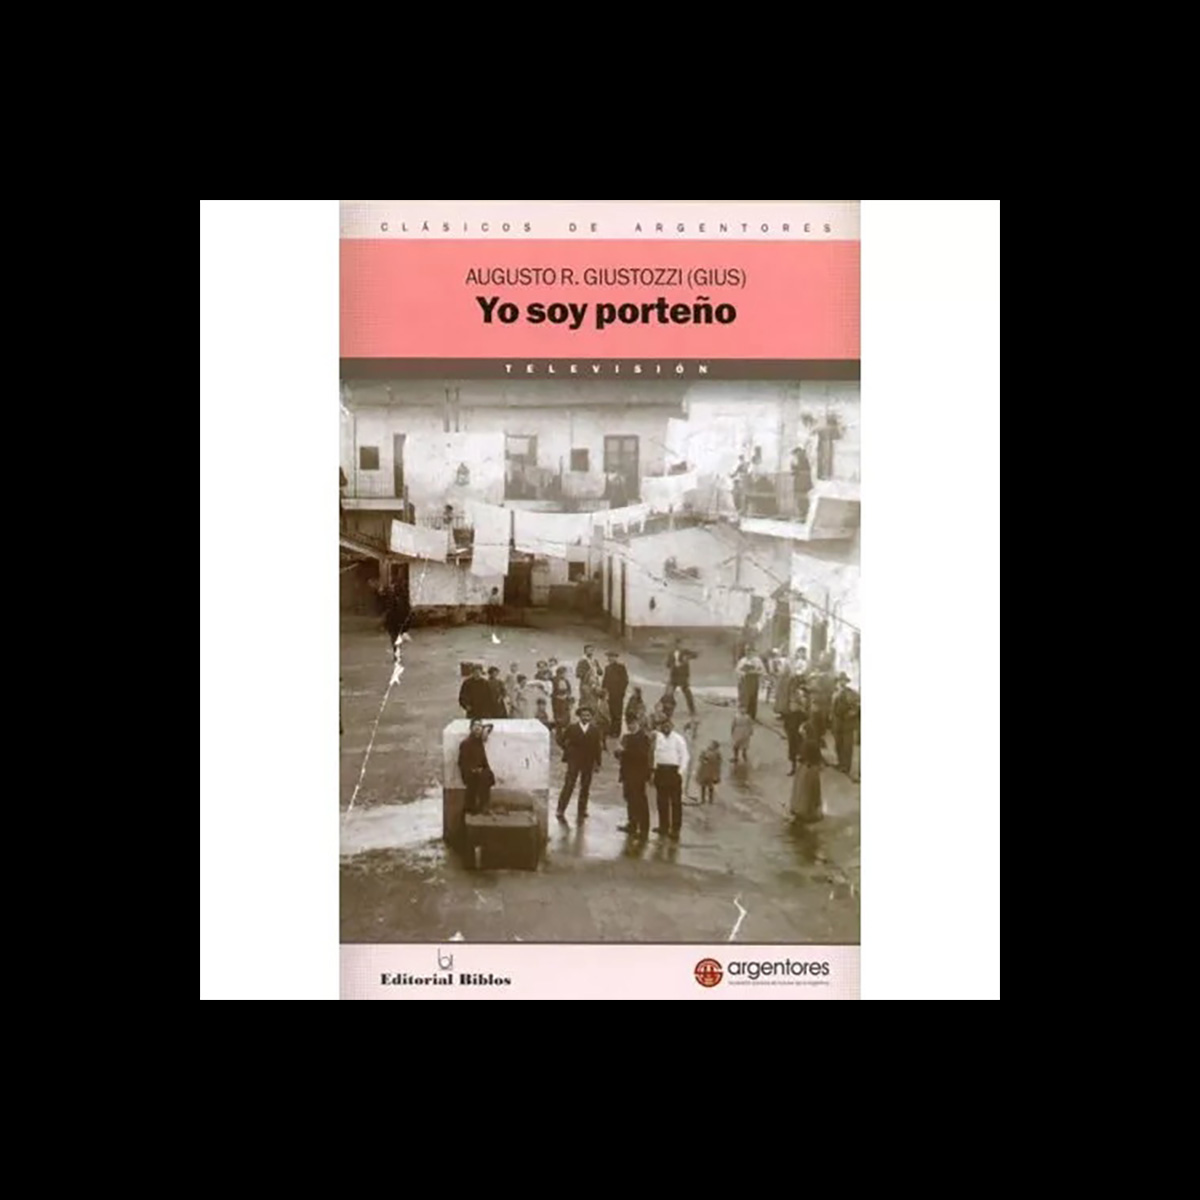 CLÁSICOS DE ARGENTORES
AUGUSTO R. GIUSTOZZI (GIUS)
Yo soy porteño
TELEVISIÓN
Editorial Biblos
argentores